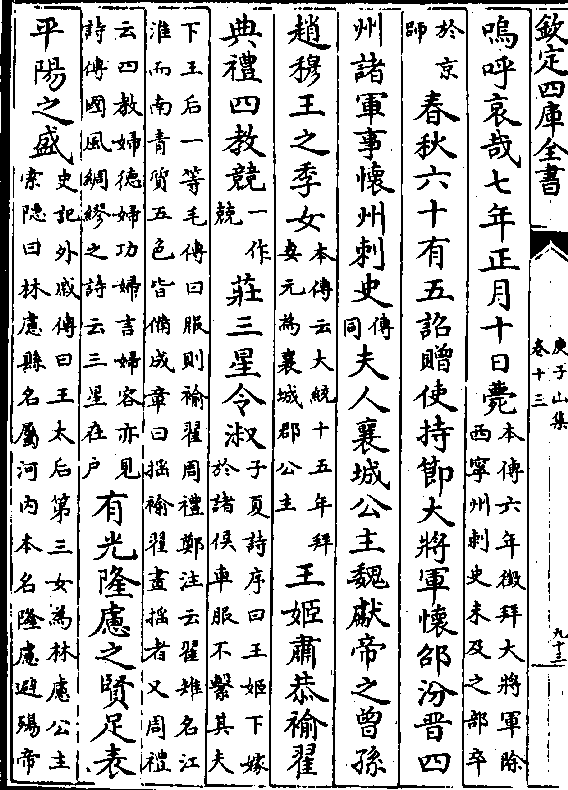 欽定四庫全書
庾子山集
卷十三
九十三
嗚呼哀哉七年正月十日薨本傳六年徵拜大將軍除西寧州刺史未及之部卒
於京師春秋六十有五詔贈使持節大將軍懷邵汾晉四
州諸軍事懷州刺史傳同夫人襄城公主魏獻帝之曾孫
趙穆王之季女本傳云大統十五年拜妻元為襄城郡公主王姬肅恭褕翟
典禮四教競一作兢莊三星令淑子夏詩序曰王姬下嫁於諸侯車服不繫其夫
下王后一等毛傳曰服則褕翟周禮鄭注云翟雉名江淮而南青質五色皆備成章曰揺褕翟畫揺者又周禮
云四教婦德婦功婦言婦容亦見詩傳國風綢繆之詩云三星在户有光隆慮之賢足表
平陽之盛史記外戚傳曰王太后第三女為林慮公主索隠曰林慮縣名屬河内本名隆慮避殤帝